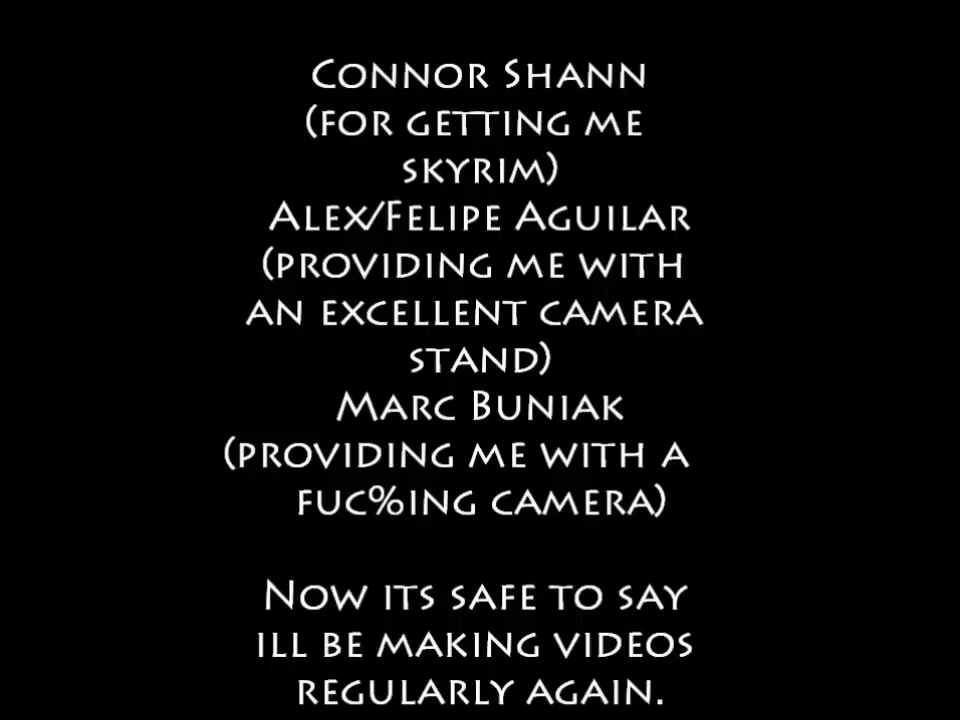 Connor Shann
(for getting me
skyrim)
Alex/Felipe Aguilar
(providing me with
an excellent camera
stand)
Marc Buniak
(providing me with a
fuc%ing camera)
Now its safe to say
ill be making videos
regularly again.